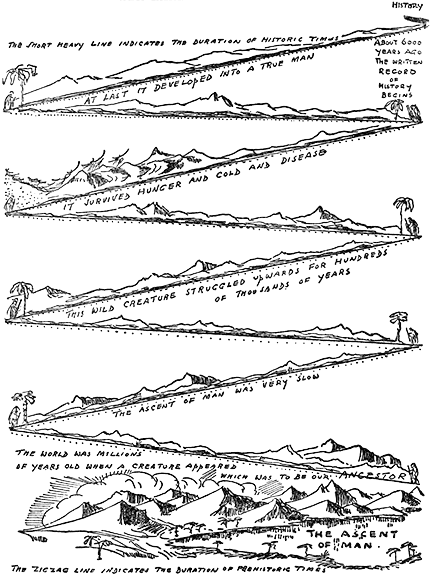 HISTORY
THE SHORT HEAVY LINE INDICATES THE DURATION OF HISTORIC TIMES
ABOUT 6000
YEARS AGO
THE WRITTEN
RECORD
OF
HISTORY
BEGINS
AT LAST IT DEVELOPED INTO A TRUE MAN
IT SURVIVED HUNGER AND COLD AND DISEASE
THIS WILD CREATURE STRUGGLED UPWARDS FOR HUNDREDS
OF THOUSANDS OF YEARS
THE ASCENT OF MAN WAS VERY SLOW
THE WORLD WAS MILLIONS
OF YEARS OLD WHEN A CREATURE APPEARED
WHICH WAS TO BE OUR ANCESTOR
THE ASCENT
OF MAN.
THE ZIGZAG LINE INDICATES THE DURATION OF PREHISTORIC TIMES